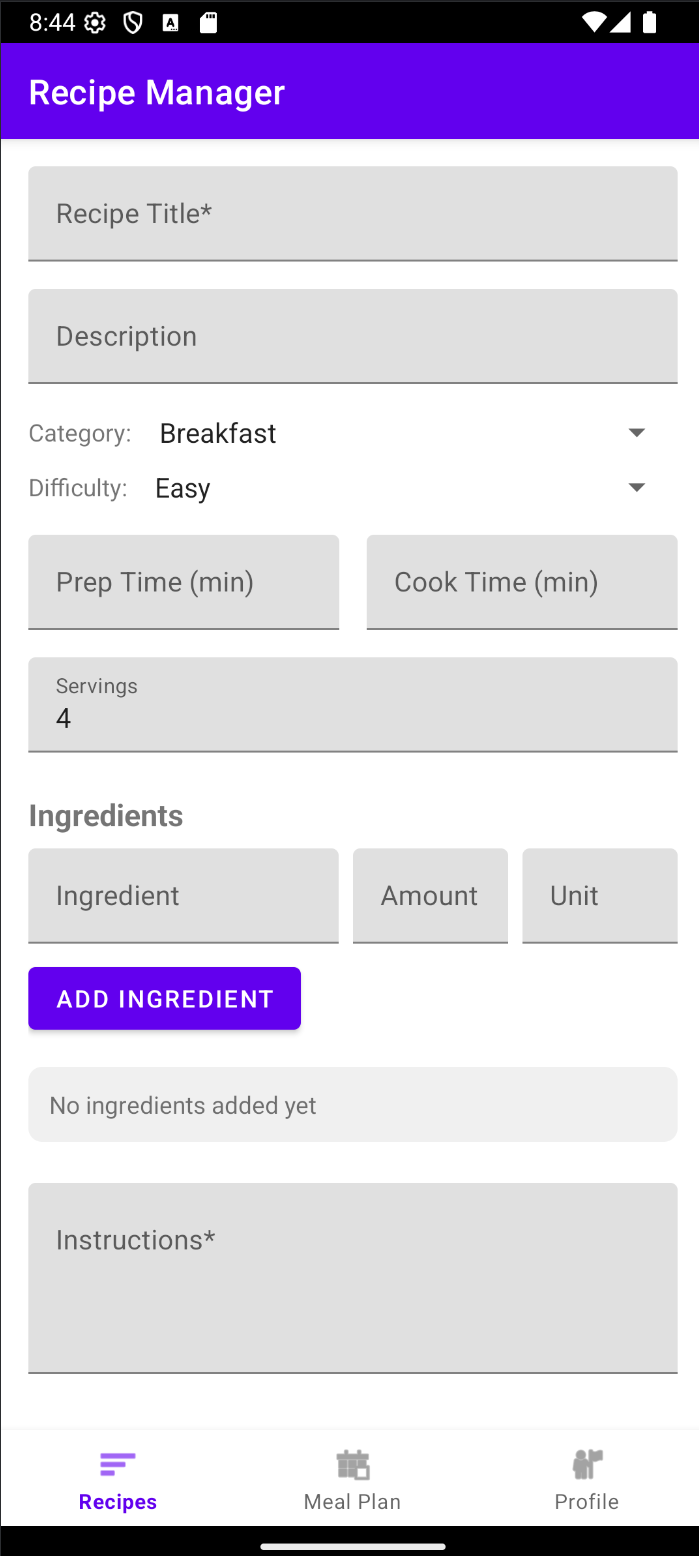 8:44
Recipe Manager
Recipe Title*
Description
Category: Breakfast
Difficulty: Easy
Prep Time (min) Cook Time (min)
Servings
4
Ingredients
Ingredient Amount Unit
ADD INGREDIENT
No ingredients added yet
Instructions*
Recipes Meal Plan Profile